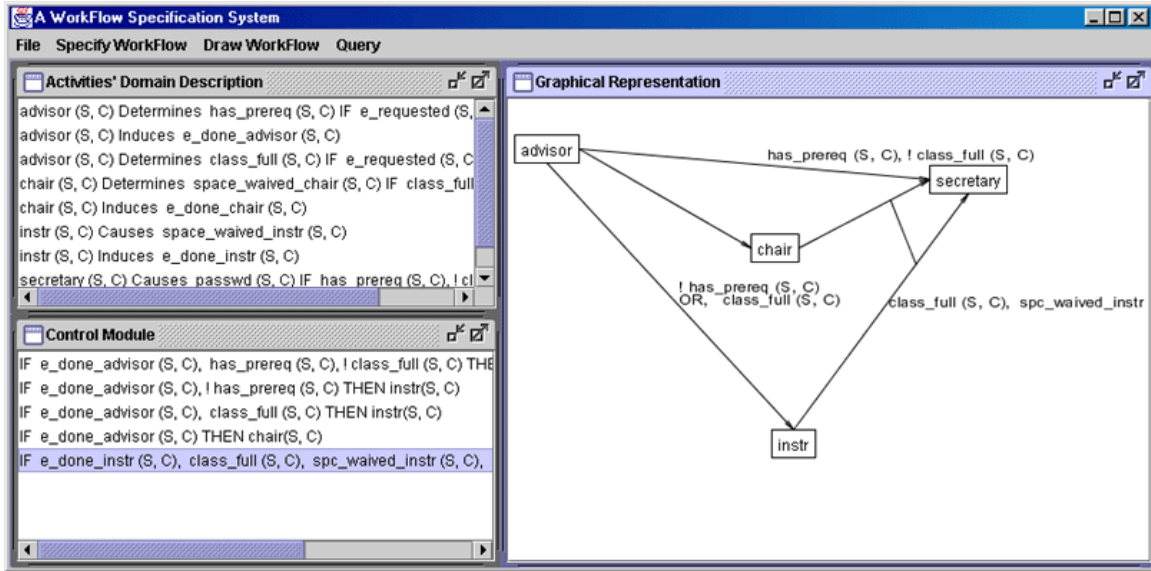 A WorkFlow Specification System
File Specify WorkFlow Draw WorkFlow Query
Activities' Domain Description
advisor (S, C) Determines has_prereq (S, C) IF e_requested (S,
advisor (S, C) Induces e_done_advisor (S, C)
advisor (S, C) Determines class_full (S, C) IF e_requested (S, C
chair (S, C) Determines space_waived_chair (S, C) IF class_full
chair (S, C) Induces e_done_chair (S, C)
instr (S, C) Causes space_waived_instr (S, C)
instr (S, C) Induces e_done_instr (S, C)
secretary (S, C) Causes passwd (S, C) IF has_prereq (S, C), ! cl
Control Module
IF e_done_advisor (S, C), has_prereq (S, C), ! class_full (S, C) THE
IF e_done_advisor (S, C), ! has_prereq (S, C) THEN instr(S, C)
IF e_done_advisor (S, C), class_full (S, C) THEN instr(S, C)
IF e_done_advisor (S, C) THEN chair(S, C)
IF e_done_instr (S, C), class_full (S, C), spc_waived_instr (S, C),
Graphical Representation
advisor
has_prereq (S, C), ! class_full (S, C)
secretary
chair
! has_prereq (S, C)
OR, class_full (S, C)
class_full (S, C), spc_waived_instr
instr